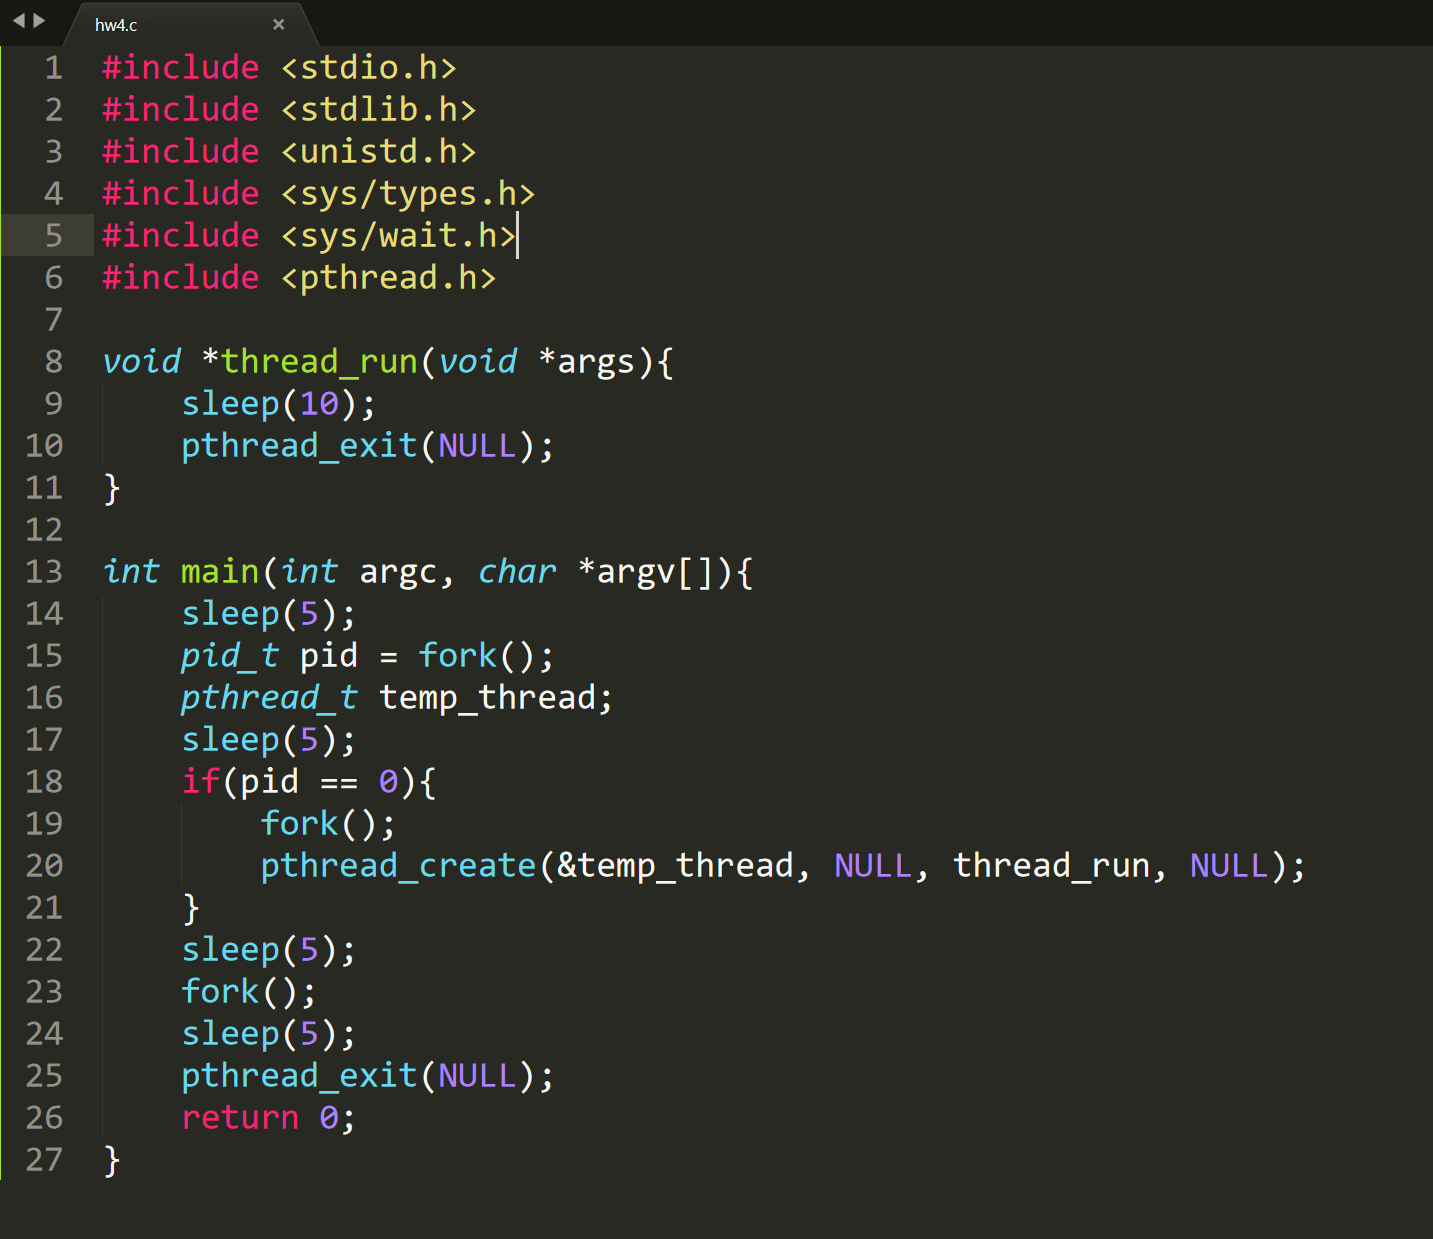 hw4.c
1 #include <stdio.h>
2 #include <stdlib.h>
3 #include <unistd.h>
4 #include <sys/types.h>
5 #include <sys/wait.h>
6 #include <pthread.h>
7
8 void *thread_run(void *args){
9     sleep(10);
10     pthread_exit(NULL);
11 }
12
13 int main(int argc, char *argv[]){
14     sleep(5);
15     pid_t pid = fork();
16     pthread_t temp_thread;
17     sleep(5);
18     if(pid == 0){
19         fork();
20         pthread_create(&temp_thread, NULL, thread_run, NULL);
21     }
22     sleep(5);
23     fork();
24     sleep(5);
25     pthread_exit(NULL);
26     return 0;
27 }